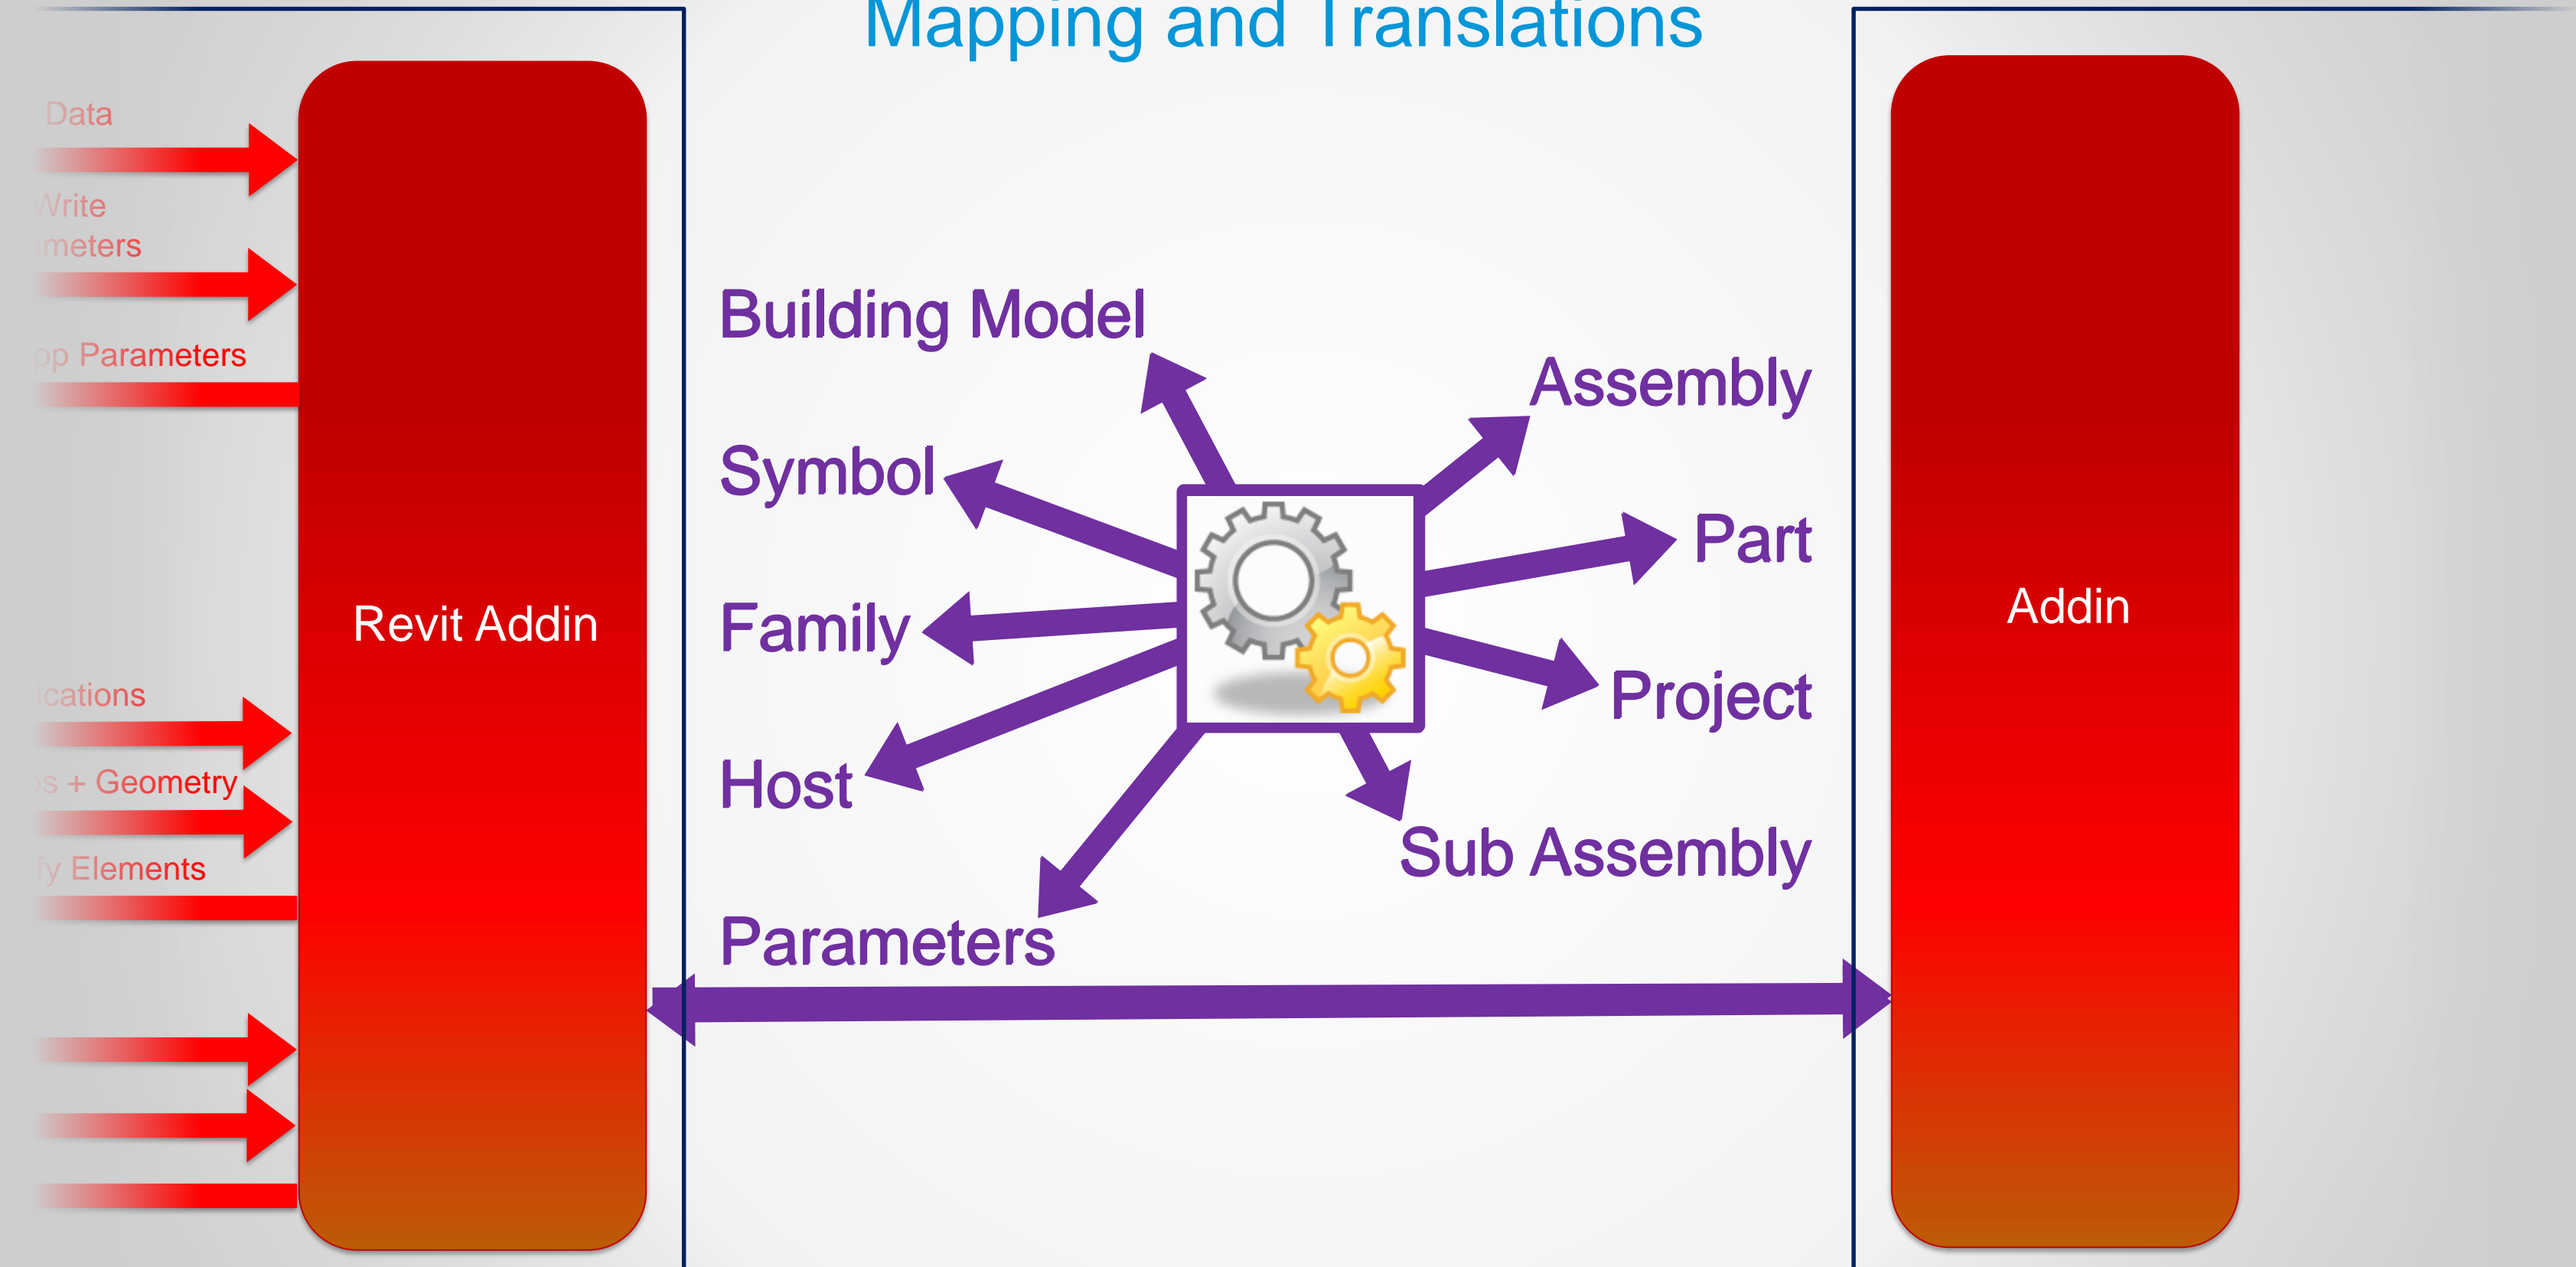 Mapping and Translations
Data
Write
meters
pp Parameters
Revit Addin
ications
s + Geometry
fy Elements
Building Model
Symbol
Family
Host
Parameters
Assembly
Part
Project
Sub Assembly
Addin